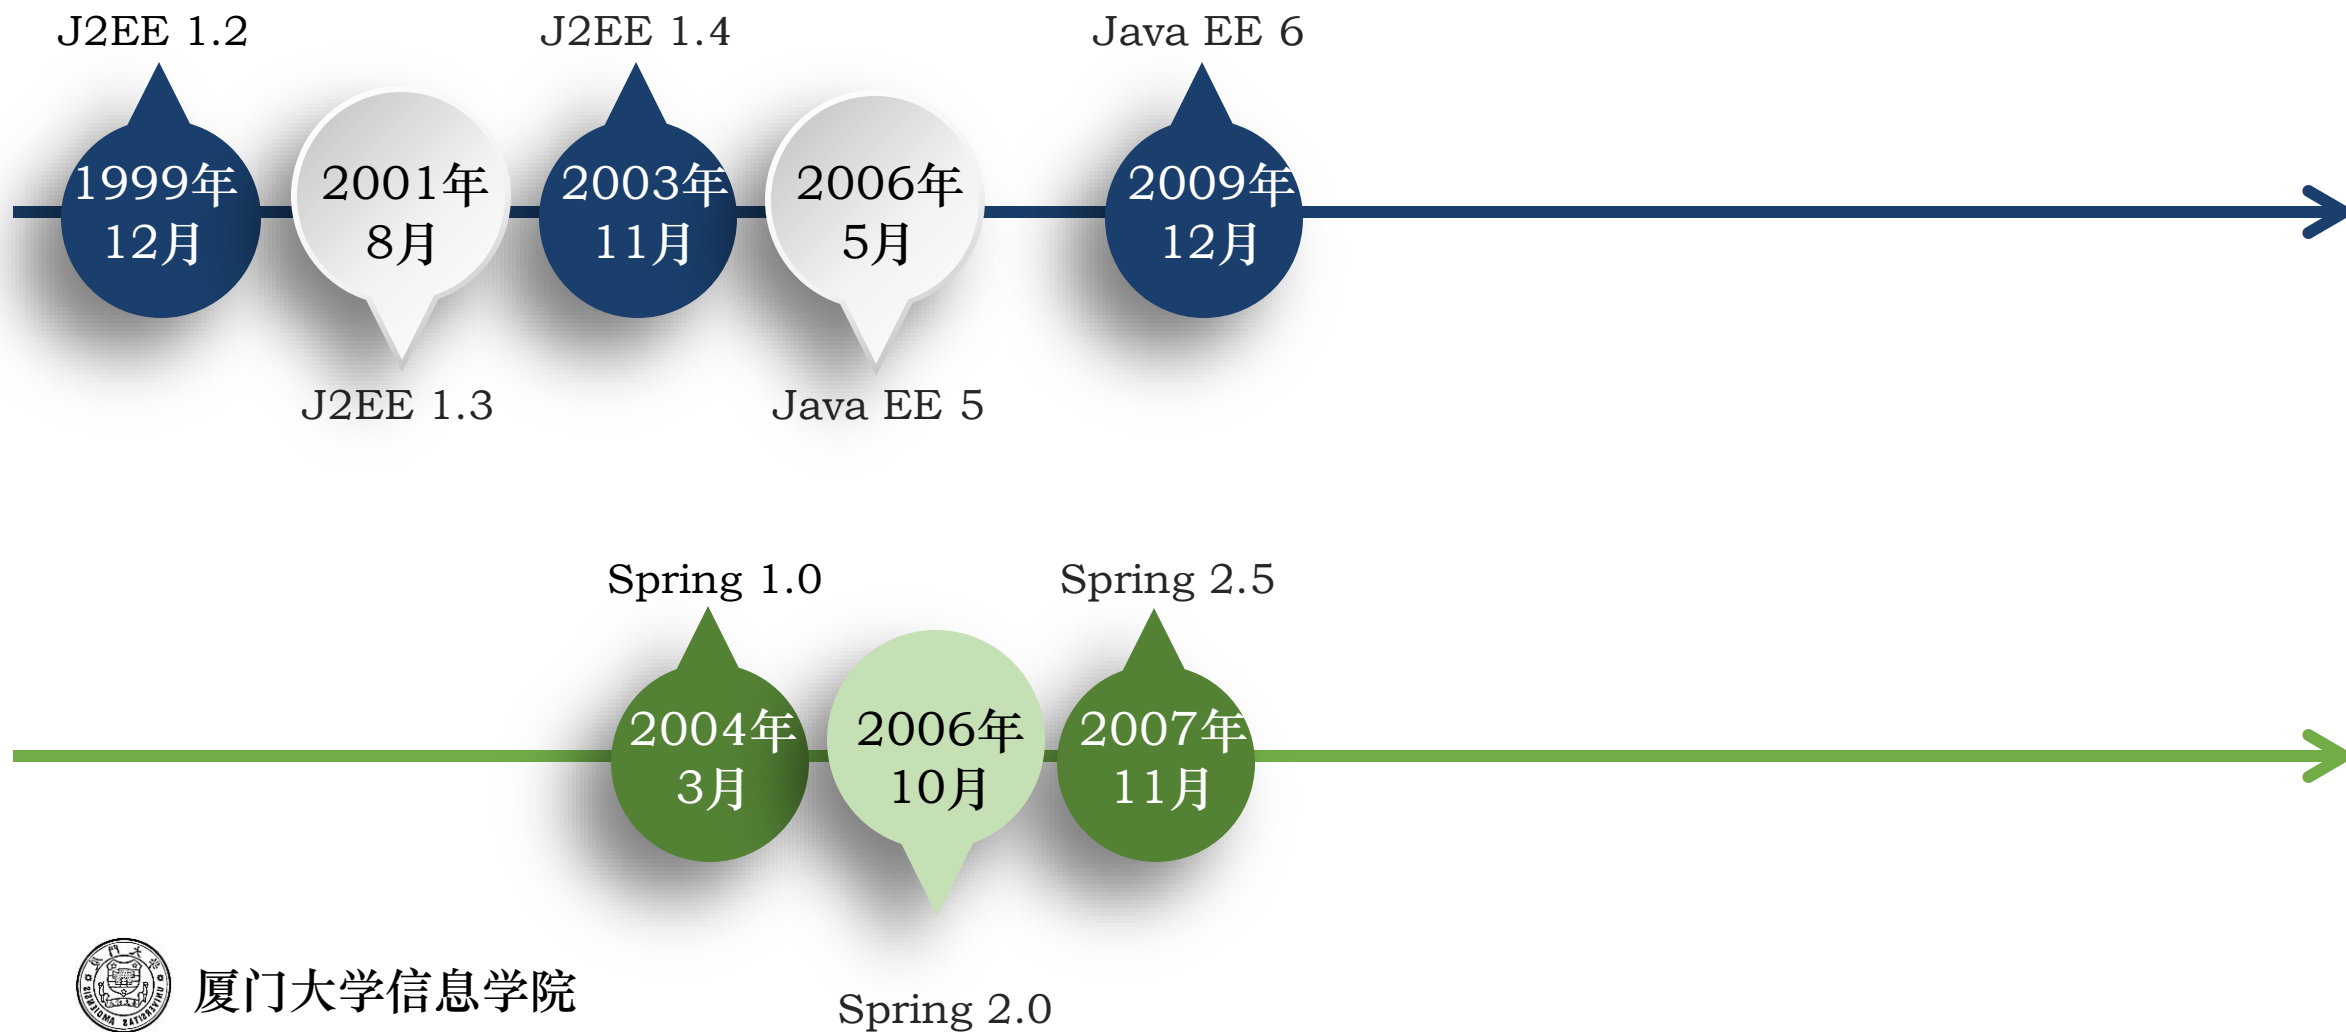 J2EE 1.2
J2EE 1.4
Java EE 6
1999年
12月
2001年
8月
2003年
11月
2006年
5月
2009年
12月
J2EE 1.3
Java EE 5
Spring 1.0
Spring 2.5
2004年
3月
2006年
10月
2007年
11月
Spring 2.0
厦门大学信息学院